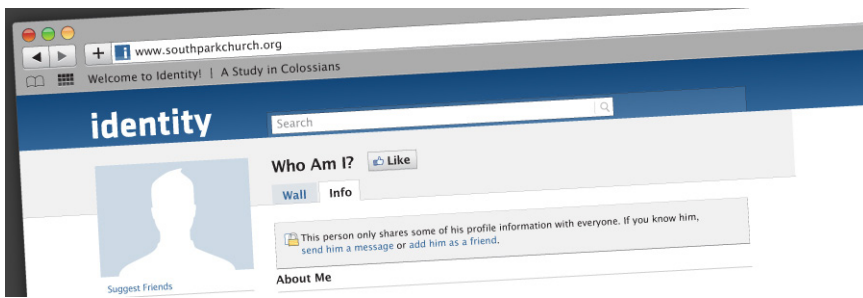 www.southparkchurch.org
Welcome to Identity! | A Study in Colossians
identity
Search
Who Am I?
Like
Wall
Info
This person only shares some of his profile information with everyone. If you know him,
send him a message or add him as a friend.
Suggest Friends
About Me